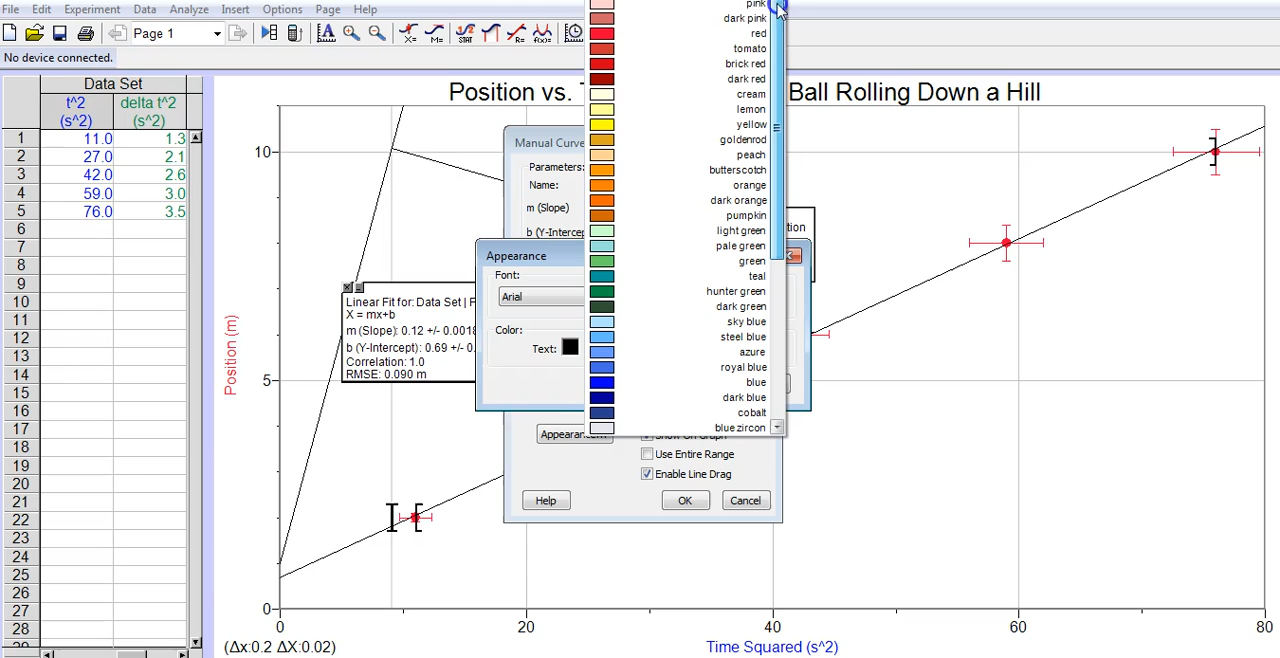 File Edit Experiment Data Analyze Insert Options Page Help
Page 1
No device connected.
Data Set
t^2 delta t^2
(s^2) (s^2)
1 11.0 1.3
2 27.0 2.1
3 42.0 2.6
4 59.0 3.0
5 76.0 3.5
6
7
8
9
10
11
12
13
14
15
16
17
18
19
20
21
22
23
24
25
26
27
28
Position vs. T
Ball Rolling Down a Hill
10
5
0
Position (m)
0 20 40 60 80
Time Squared (s^2)
(Δx:0.2 ΔX:0.02)
Linear Fit for: Data Set | P
X = mx+b
m (Slope): 0.12 +/- 0.0018
b (Y-Intercept): 0.69 +/- 0.
Correlation: 1.0
RMSE: 0.090 m
Manual Curve
Parameters:
Name:
m (Slope)
b (Y-Intercep
tion
Appearance
Font:
Arial
Color:
Text:
pink
dark pink
red
tomato
brick red
dark red
cream
lemon
yellow
goldenrod
peach
butterscotch
orange
dark orange
pumpkin
light green
pale green
green
teal
hunter green
dark green
sky blue
steel blue
azure
royal blue
blue
dark blue
cobalt
blue zircon
Show On Graph
Use Entire Range
Enable Line Drag
Help OK Cancel